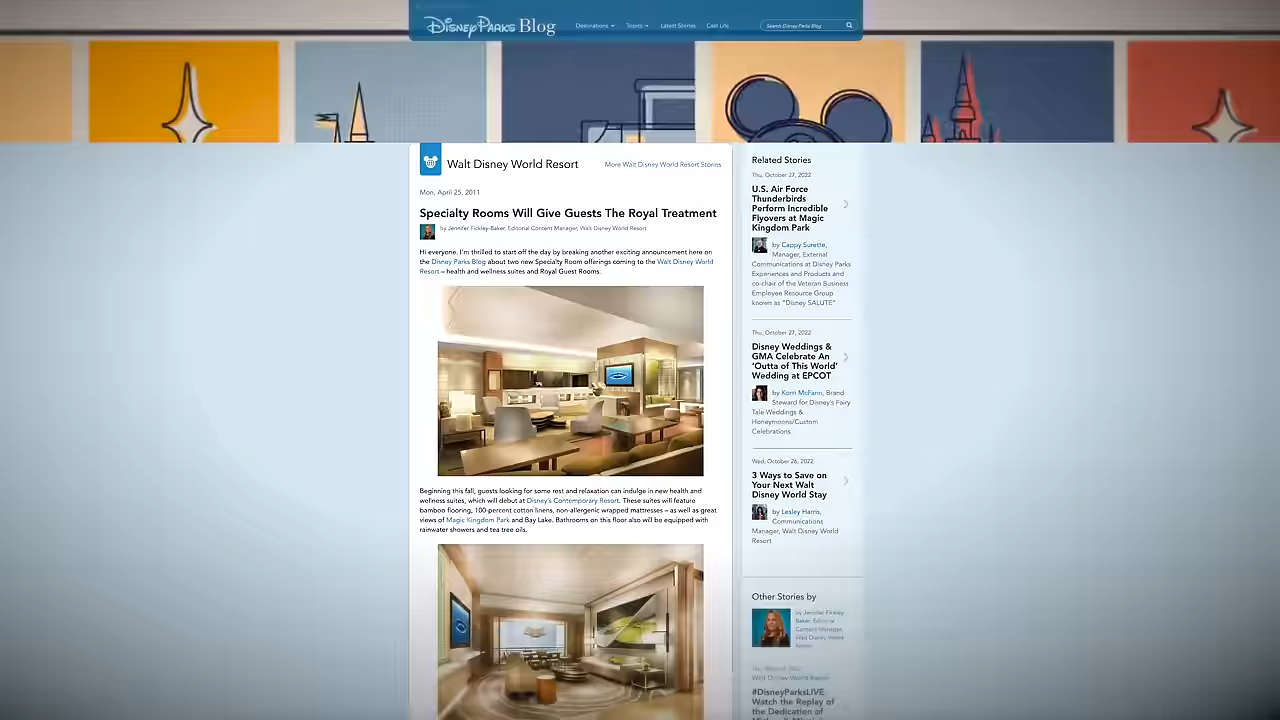 Disney Parks Blog
Destinations
Topics
Latest Stories
Cast Life
Search Disney Parks Blog
Walt Disney World Resort
More Walt Disney World Resort Stories
Mon, April 25, 2011
Specialty Rooms Will Give Guests The Royal Treatment
by Jennifer Fickley-Baker, Editorial Content Manager, Walt Disney World Resort
Hi everyone. I'm thrilled to start off the day by breaking another exciting announcement here on
the Disney Parks Blog about two new Specialty Room offerings coming to the Walt Disney World
Resort – health and wellness suites and Royal Guest Rooms.
Beginning this fall, guests looking for some rest and relaxation can indulge in new health and
wellness suites, which will debut at Disney's Contemporary Resort. These suites will feature
bamboo flooring, 100-percent cotton linens, non-allergenic wrapped mattresses – as well as great
views of Magic Kingdom Park and Bay Lake. Bathrooms on this floor also will be equipped with
rainwater showers and tea tree oils.
Related Stories
Thu, October 27, 2022
U.S. Air Force
Thunderbirds
Perform Incredible
Flyovers at Magic
Kingdom Park
by Cappy Surette,
Manager, External
Communications at Disney Parks
Experiences and Products and
co-chair of the Veteran Business
Employee Resource Group
known as "Disney SALUTE"
Thu, October 27, 2022
Disney Weddings &
GMA Celebrate An
'Outta of This World'
Wedding at EPCOT
by Korri McFann, Brand
Steward for Disney's Fairy
Tale Weddings &
Honeymoons/Custom
Celebrations
Wed, October 26, 2022
3 Ways to Save on
Your Next Walt
Disney World Stay
by Lesley Harris,
Communications
Manager, Walt Disney World
Resort
Other Stories by
by Jennifer Fickley-
Baker, Editorial
Content Manager,
Walt Disney World
Resort
Walt Disney World Resort
#DisneyParksLIVE
Watch the Replay of
the Dedication of